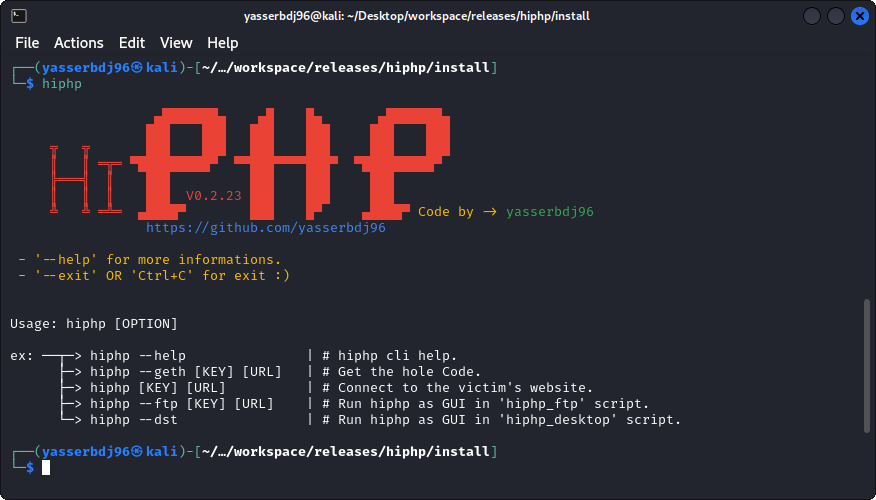 yasserbdj96@kali: ~/Desktop/workspace/releases/hiphp/install
File Actions Edit View Help
┌──(yasserbdj96㉿kali)-[~/…/workspace/releases/hiphp/install]
└─$ hiphp
Hi PHP
V0.2.23
Code by -> yasserbdj96
https://github.com/yasserbdj96
- '--help' for more informations.
- '--exit' OR 'Ctrl+C' for exit :)
Usage: hiphp [OPTION]
ex: ──┬─> hiphp --help | # hiphp cli help.
├─> hiphp --geth [KEY] [URL] | # Get the hole Code.
├─> hiphp [KEY] [URL] | # Connect to the victim's website.
├─> hiphp --ftp [KEY] [URL] | # Run hiphp as GUI in 'hiphp_ftp' script.
└─> hiphp --dst | # Run hiphp as GUI in 'hiphp_desktop' script.
┌──(yasserbdj96㉿kali)-[~/…/workspace/releases/hiphp/install]
└─$